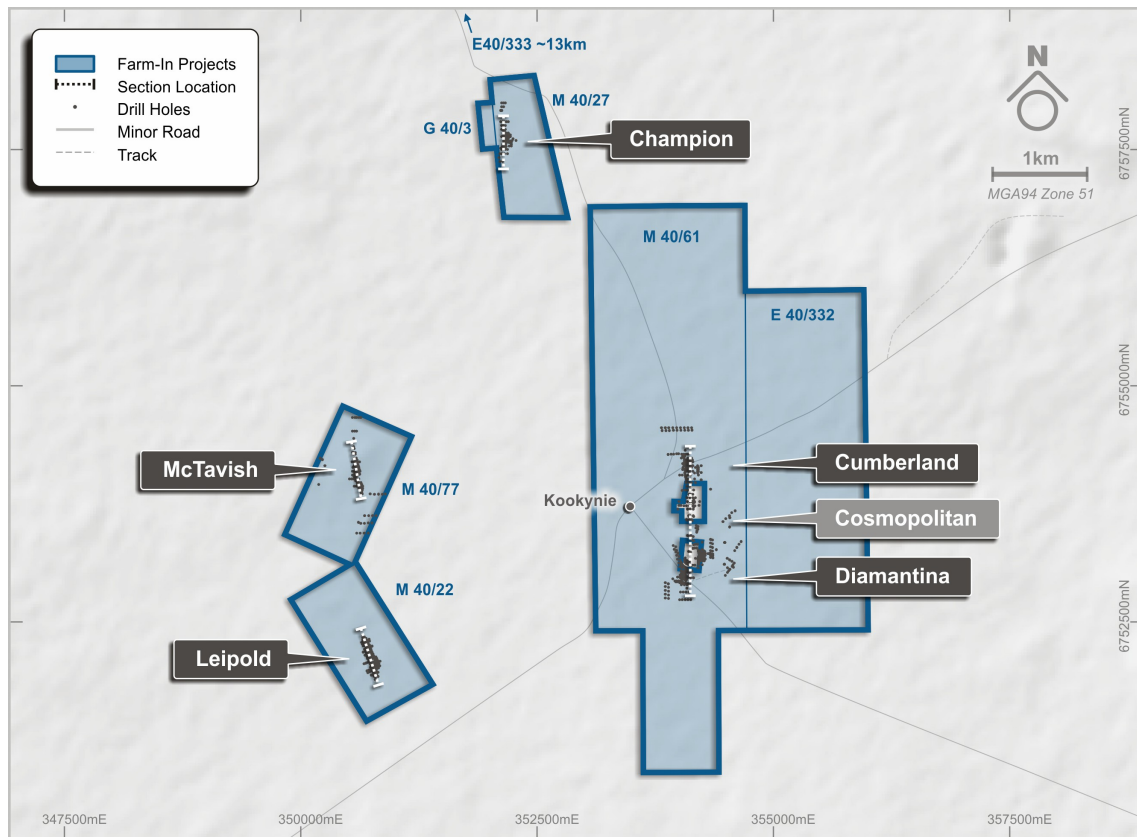 Farm-In Projects
Section Location
Drill Holes
Minor Road
Track
E40/333 ~13km
M 40/27
G 40/3
Champion
N
1km
MGA94 Zone 51
6757500mN
M 40/61
E 40/332
6755000mN
McTavish
M 40/77
Kookynie
Cumberland
Cosmopolitan
Diamantina
M 40/22
Leipold
6752500mN
347500mE
350000mE
352500mE
355000mE
357500mE